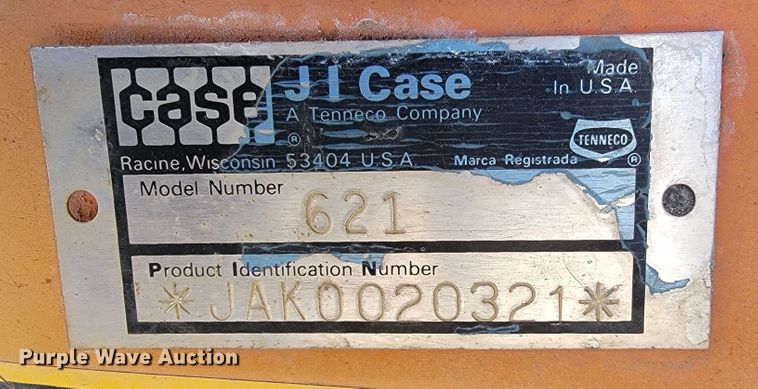 case
J I Case
A Tenneco Company
Made
In U.S.A.
®
TENNECO
®
Racine, Wisconsin 53404 U.S.A.
Marca Registrada
Model Number
621
Product Identification Number
*JAK0020321*
Purple Wave Auction